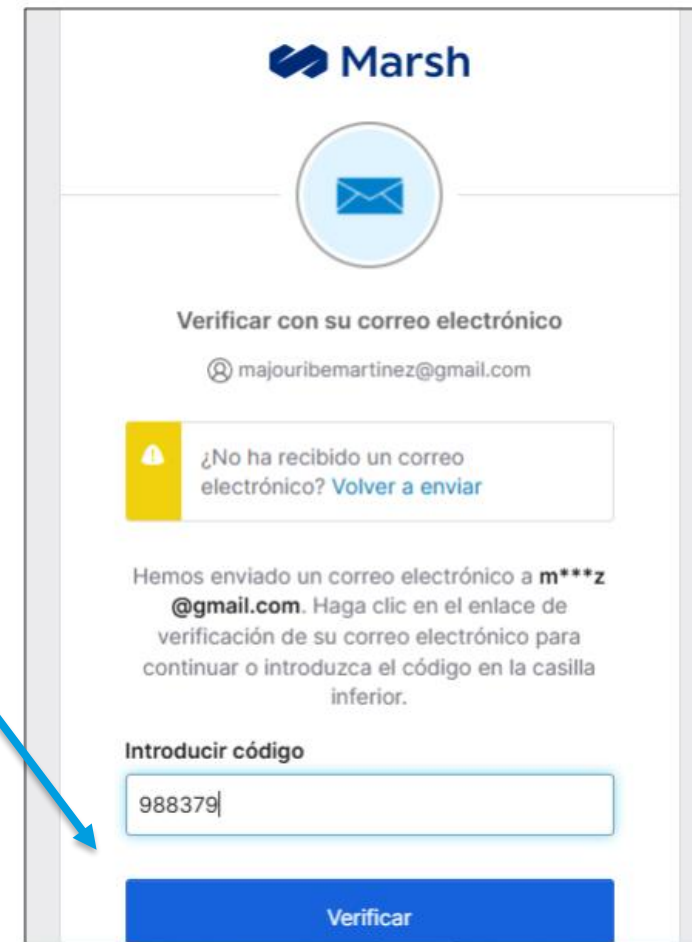 Marsh
Verificar con su correo electrónico
majouribemartinez@gmail.com
¿No ha recibido un correo
electrónico? Volver a enviar
Hemos enviado un correo electrónico a m***z
@gmail.com. Haga clic en el enlace de
verificación de su correo electrónico para
continuar o introduzca el código en la casilla
inferior.
Introducir código
988379
Verificar